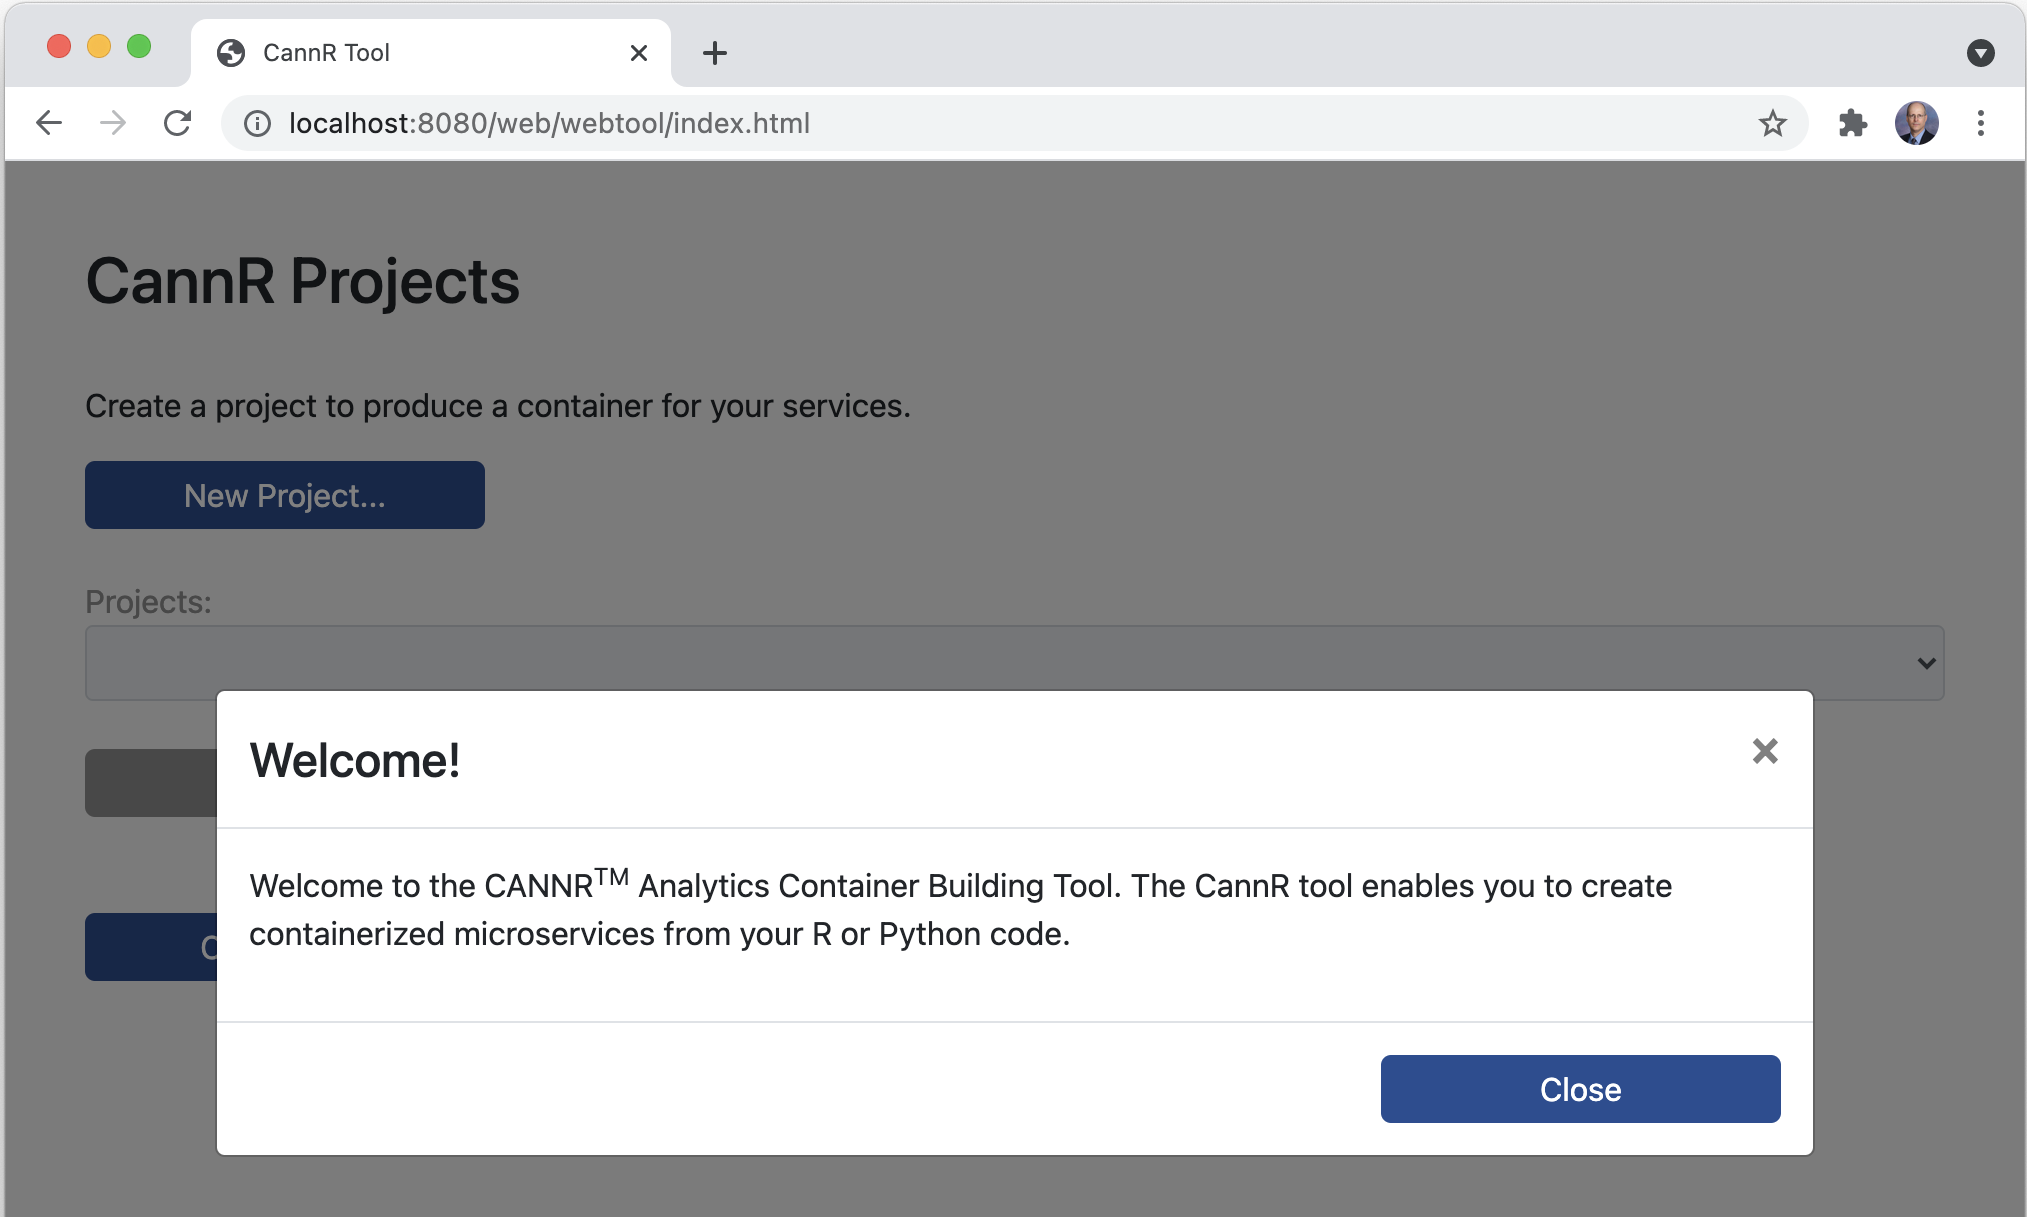 CannR Tool
localhost:8080/web/webtool/index.html
CannR Projects
Create a project to produce a container for your services.
New Project...
Projects:
Welcome!
Welcome to the CANNR™ Analytics Container Building Tool. The CannR tool enables you to create
containerized microservices from your R or Python code.
Close